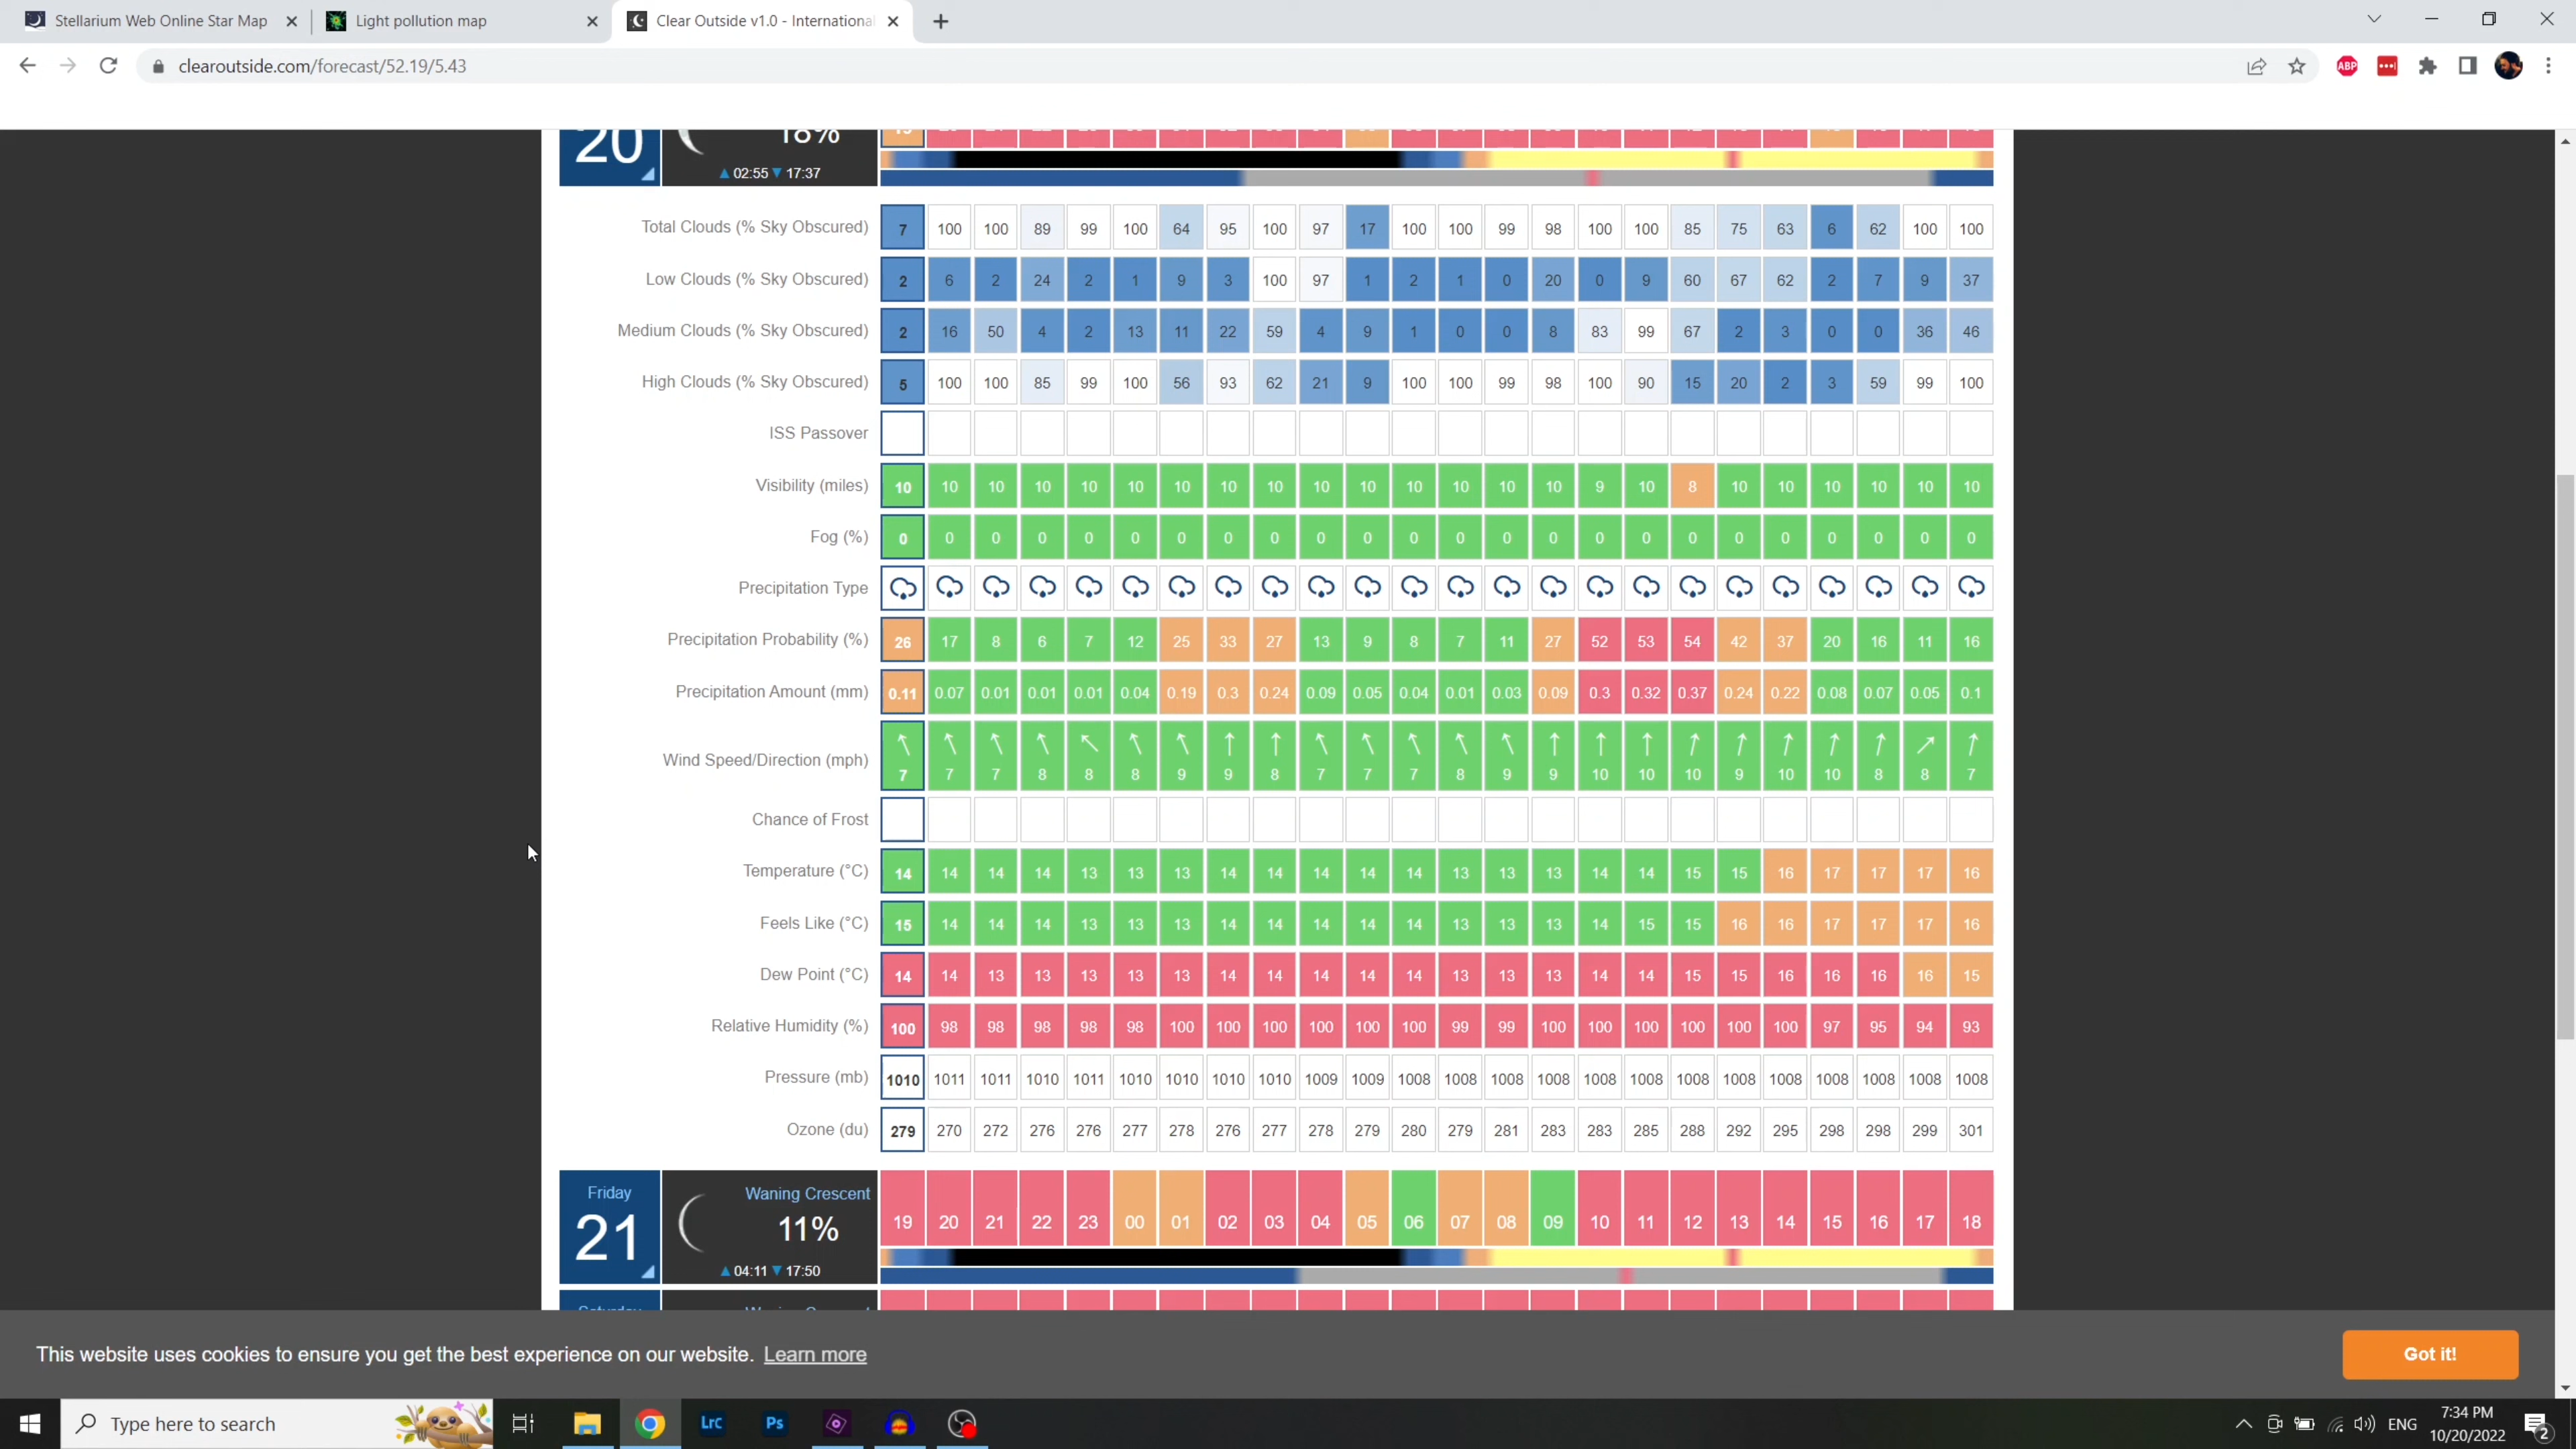 Stellarium Web Online Star Map
Light pollution map
Clear Outside v1.0 - International
clearoutside.com/forecast/52.19/5.43
ABP
20 18%
02:55 17:37
Total Clouds (% Sky Obscured) 7 100 100 89 99 100 64 95 100 97 17 100 100 99 98 100 100 85 75 63 6 62 100 100
Low Clouds (% Sky Obscured) 2 6 2 24 2 1 9 3 100 97 1 2 1 0 20 0 9 60 67 62 2 7 9 37
Medium Clouds (% Sky Obscured) 2 16 50 4 2 13 11 22 59 4 9 1 0 0 8 83 99 67 2 3 0 0 36 46
High Clouds (% Sky Obscured) 5 100 100 85 99 100 56 93 62 21 9 100 100 99 98 100 90 15 20 2 3 59 99 100
ISS Passover
Visibility (miles) 10 10 10 10 10 10 10 10 10 10 10 10 10 10 10 9 10 8 10 10 10 10 10 10
Fog (%) 0 0 0 0 0 0 0 0 0 0 0 0 0 0 0 0 0 0 0 0 0 0 0 0
Precipitation Type
Precipitation Probability (%) 26 17 8 6 7 12 25 33 27 13 9 8 7 11 27 52 53 54 42 37 20 16 11 16
Precipitation Amount (mm) 0.11 0.07 0.01 0.01 0.01 0.04 0.19 0.3 0.24 0.09 0.05 0.04 0.01 0.03 0.09 0.3 0.32 0.37 0.24 0.22 0.08 0.07 0.05 0.1
Wind Speed/Direction (mph) 7 7 7 8 8 8 9 9 8 7 7 7 8 9 9 10 10 10 9 10 10 8 8 7
Chance of Frost
Temperature (°C) 14 14 14 14 13 13 13 14 14 14 14 14 13 13 13 14 14 15 15 16 17 17 17 16
Feels Like (°C) 15 14 14 14 13 13 13 14 14 14 14 14 13 13 13 14 15 15 16 16 17 17 17 16
Dew Point (°C) 14 14 13 13 13 13 13 14 14 14 14 14 13 13 13 14 14 15 15 16 16 16 16 15
Relative Humidity (%) 100 98 98 98 98 98 100 100 100 100 100 100 99 99 100 100 100 100 100 100 97 95 94 93
Pressure (mb) 1010 1011 1011 1010 1011 1010 1010 1010 1010 1009 1009 1008 1008 1008 1008 1008 1008 1008 1008 1008 1008 1008 1008 1008
Ozone (du) 279 270 272 276 276 277 278 276 277 278 279 280 279 281 283 283 285 288 292 295 298 298 299 301
Friday Waning Crescent
21 11% 19 20 21 22 23 00 01 02 03 04 05 06 07 08 09 10 11 12 13 14 15 16 17 18
04:11 17:50
This website uses cookies to ensure you get the best experience on our website. Learn more Got it!
Type here to search
Lrc Ps
ENG
7:34 PM
10/20/2022
2